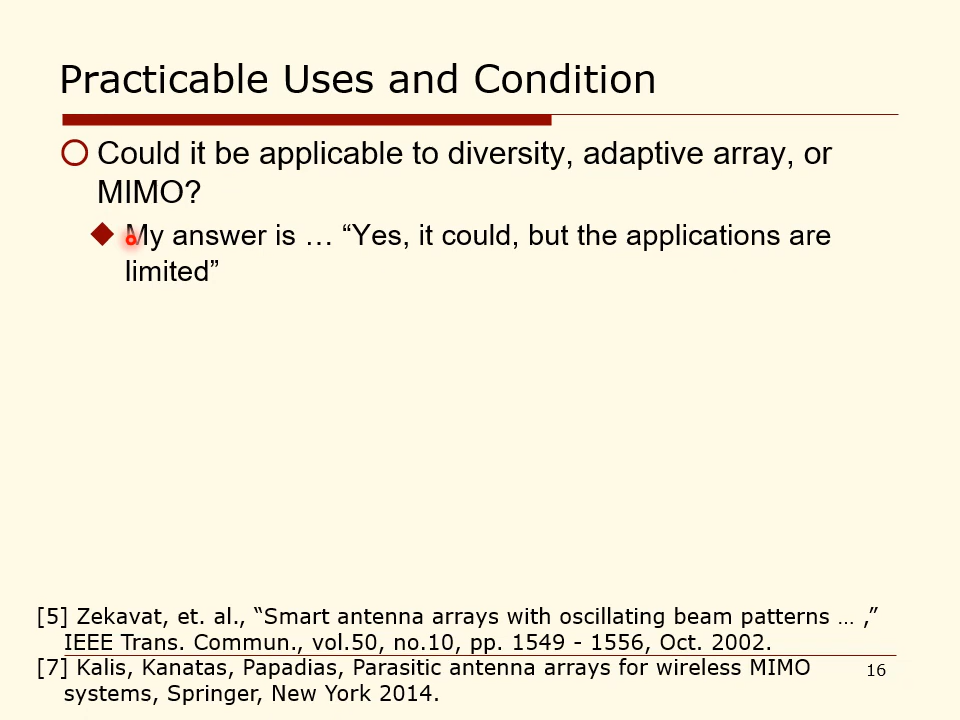 Practicable Uses and Condition
Could it be applicable to diversity, adaptive array, or
MIMO?
My answer is … “Yes, it could, but the applications are
limited”
[5] Zekavat, et. al., “Smart antenna arrays with oscillating beam patterns … ,”
IEEE Trans. Commun., vol.50, no.10, pp. 1549 - 1556, Oct. 2002.
[7] Kalis, Kanatas, Papadias, Parasitic antenna arrays for wireless MIMO
systems, Springer, New York 2014.
16